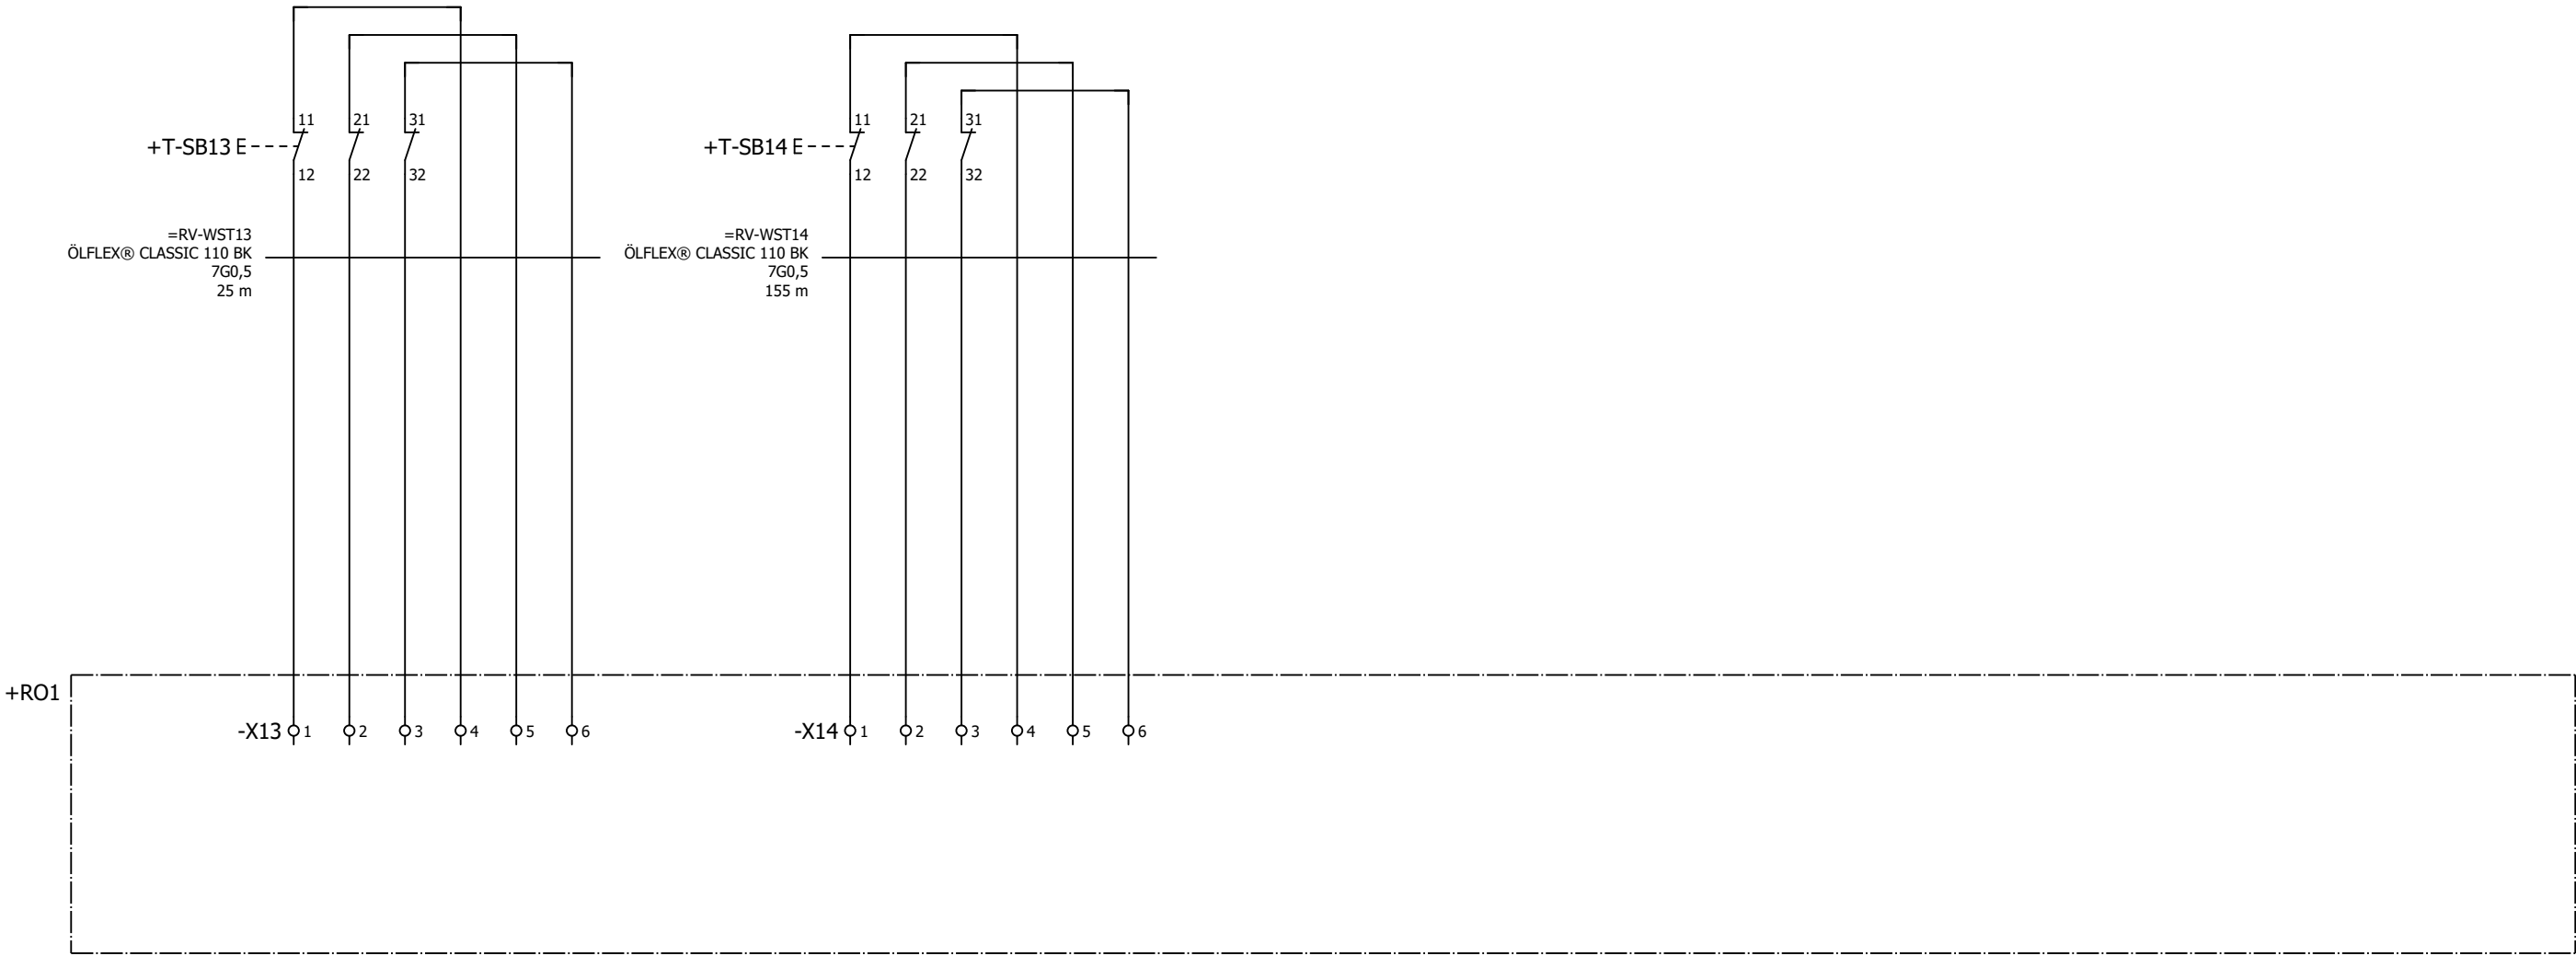 11 21 31
+T-SB13 E
12 22 32
=RV-WST13
ÖLFLEX® CLASSIC 110 BK
7G0,5
25 m
11 21 31
+T-SB14 E
12 22 32
=RV-WST14
ÖLFLEX® CLASSIC 110 BK
7G0,5
155 m
+RO1
-X13 1 2 3 4 5 6
-X14 1 2 3 4 5 6